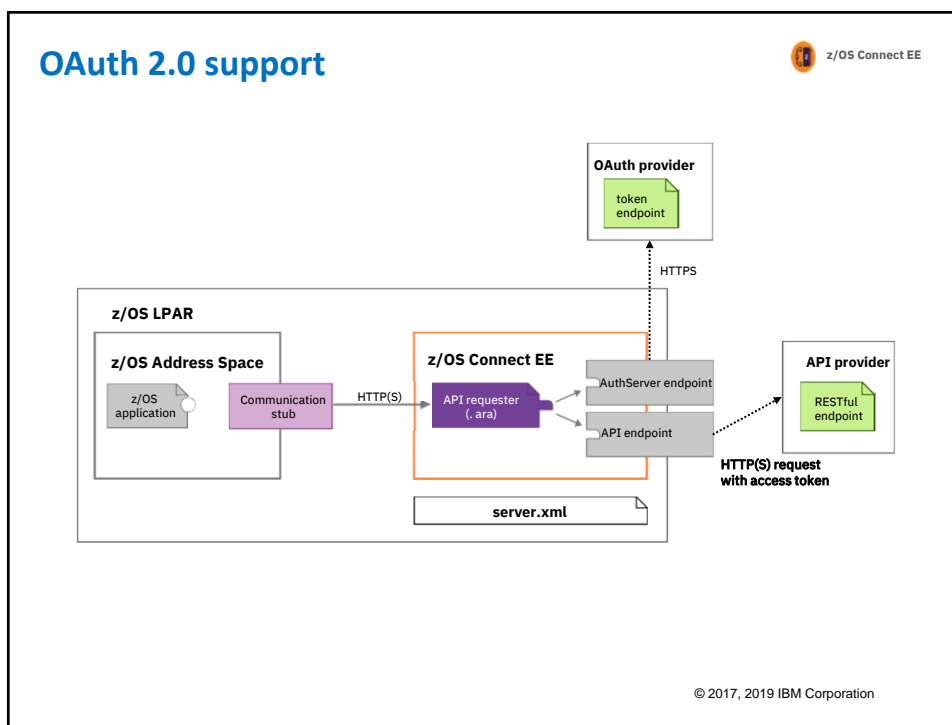 OAuth 2.0 support
z/OS Connect EE
OAuth provider
token
endpoint
HTTPS
z/OS LPAR
z/OS Address Space
z/OS
application
Communication
stub
HTTP(S)
z/OS Connect EE
API requester
(. ara)
AuthServer endpoint
API endpoint
API provider
RESTful
endpoint
HTTP(S) request
with access token
server.xml
© 2017, 2019 IBM Corporation